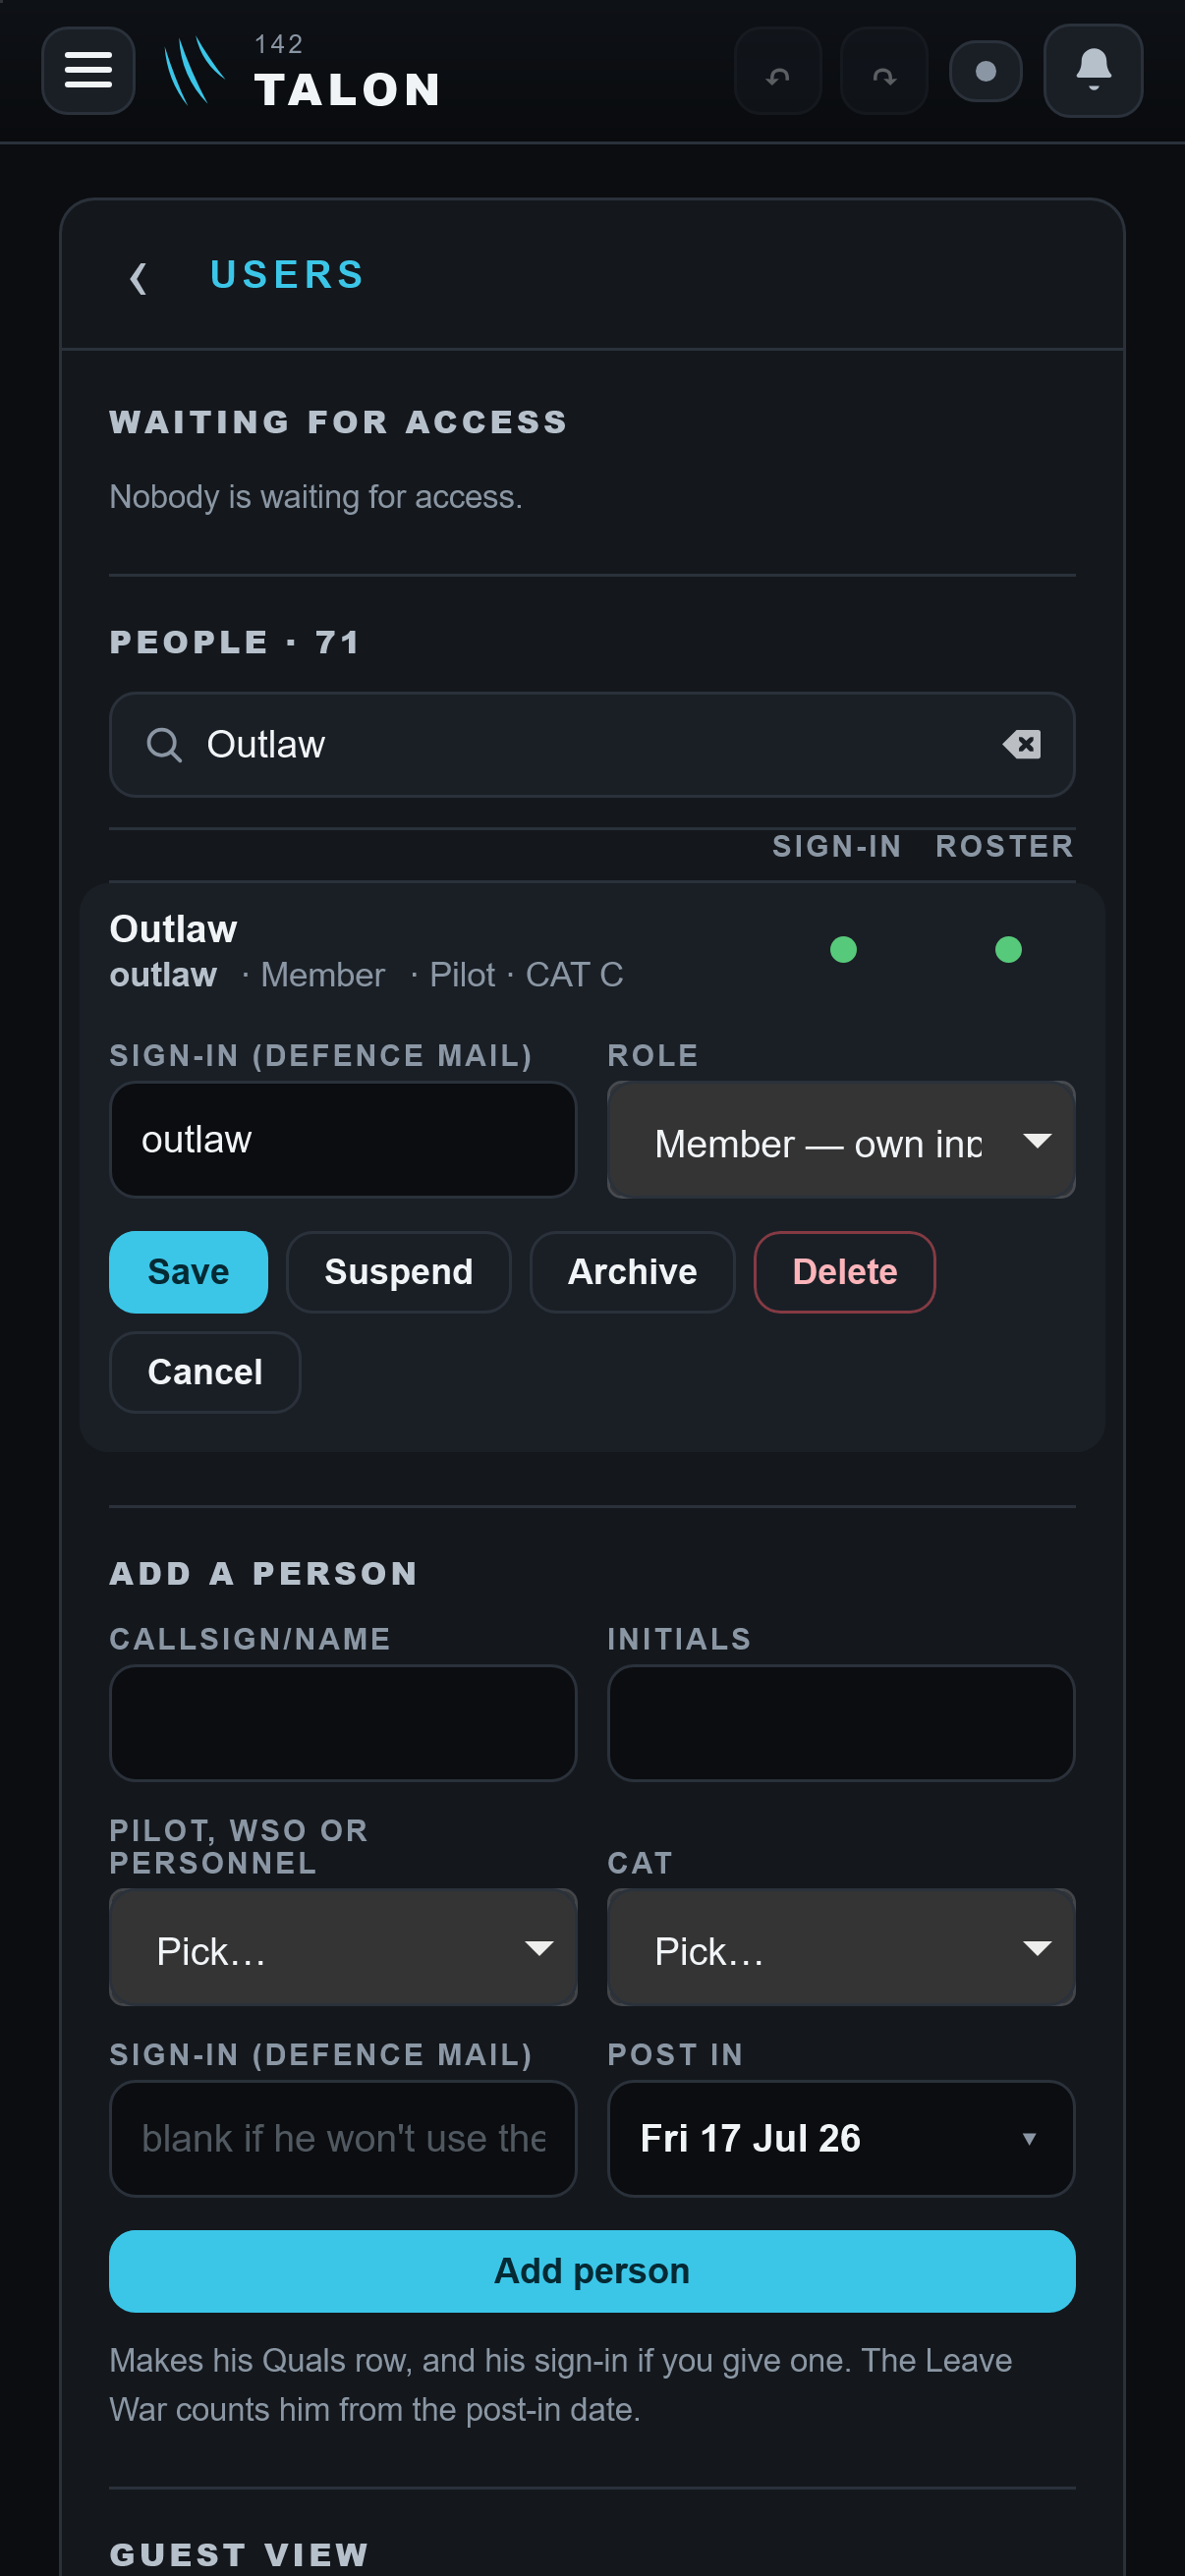 142
TALON
USERS
WAITING FOR ACCESS
Nobody is waiting for access.
PEOPLE · 71
Outlaw
SIGN-IN ROSTER
Outlaw
outlaw · Member · Pilot · CAT C
SIGN-IN (DEFENCE MAIL) ROLE
outlaw Member — own
Save Suspend Archive Delete
Cancel
ADD A PERSON
CALLSIGN/NAME INITIALS
PILOT, WSO OR
PERSONNEL CAT
Pick… Pick…
SIGN-IN (DEFENCE MAIL) POST IN
blank if he won't use the Fri 17 Jul 26
Add person
Makes his Quals row, and his sign-in if you give one. The Leave
War counts him from the post-in date.
GUEST VIEW